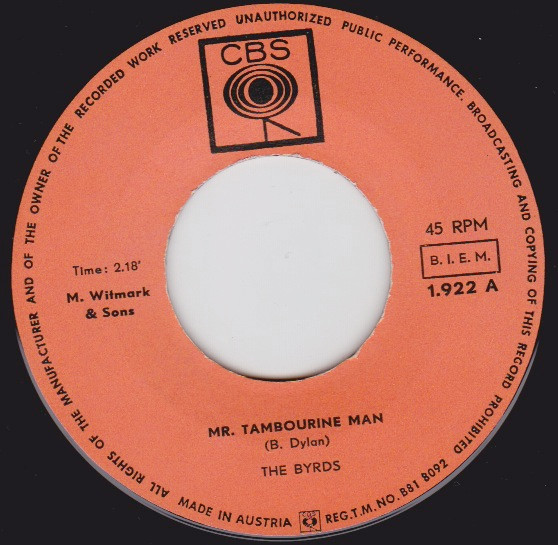 ALL RIGHTS OF THE MANUFACTURER AND OF THE OWNER OF THE RECORDED WORK RESERVED UNAUTHORIZED PUBLIC PERFORMANCE. BROADCASTING AND COPYING OF THIS RECORD PROHIBITED
CBS
45 RPM
B. I. E. M.
1.922 A
Time: 2.18'
M. Witmark
& Sons
MR. TAMBOURINE MAN
(B. Dylan)
THE BYRDS
MADE IN AUSTRIA CBS REG.T.M.NO. B81 8092